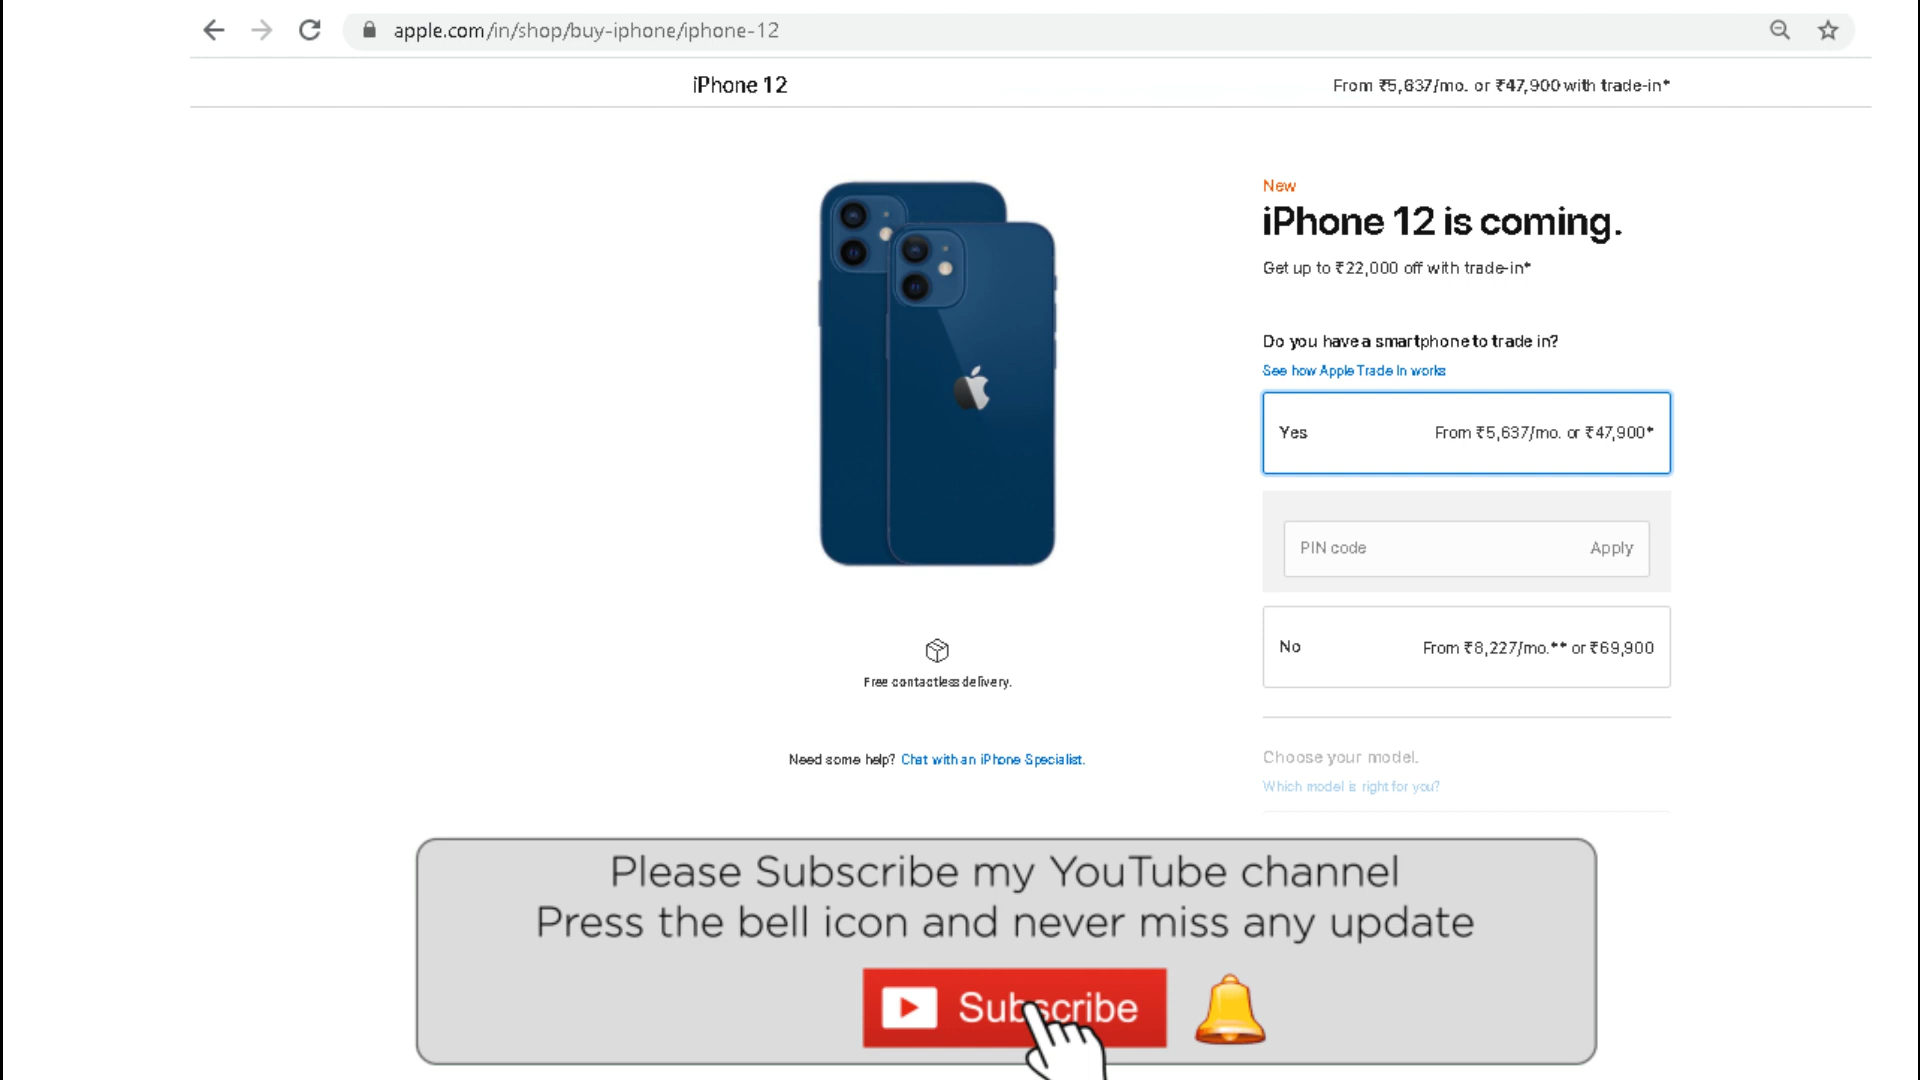 apple.com/in/shop/buy-iphone/iphone-12
iPhone 12
From ₹5,637/mo. or ₹47,900 with trade-in*
New
iPhone 12 is coming.
Get up to ₹22,000 off with trade-in*
Do you have a smartphone to trade in?
See how Apple Trade In works
Yes
From ₹5,637/mo. or ₹47,900*
PIN code
Apply
No
From ₹8,227/mo.** or ₹69,900
Free contactless delivery.
Need some help? Chat with an iPhone Specialist.
Choose your model.
Which model is right for you?
Please Subscribe my YouTube channel
Press the bell icon and never miss any update
Subscribe